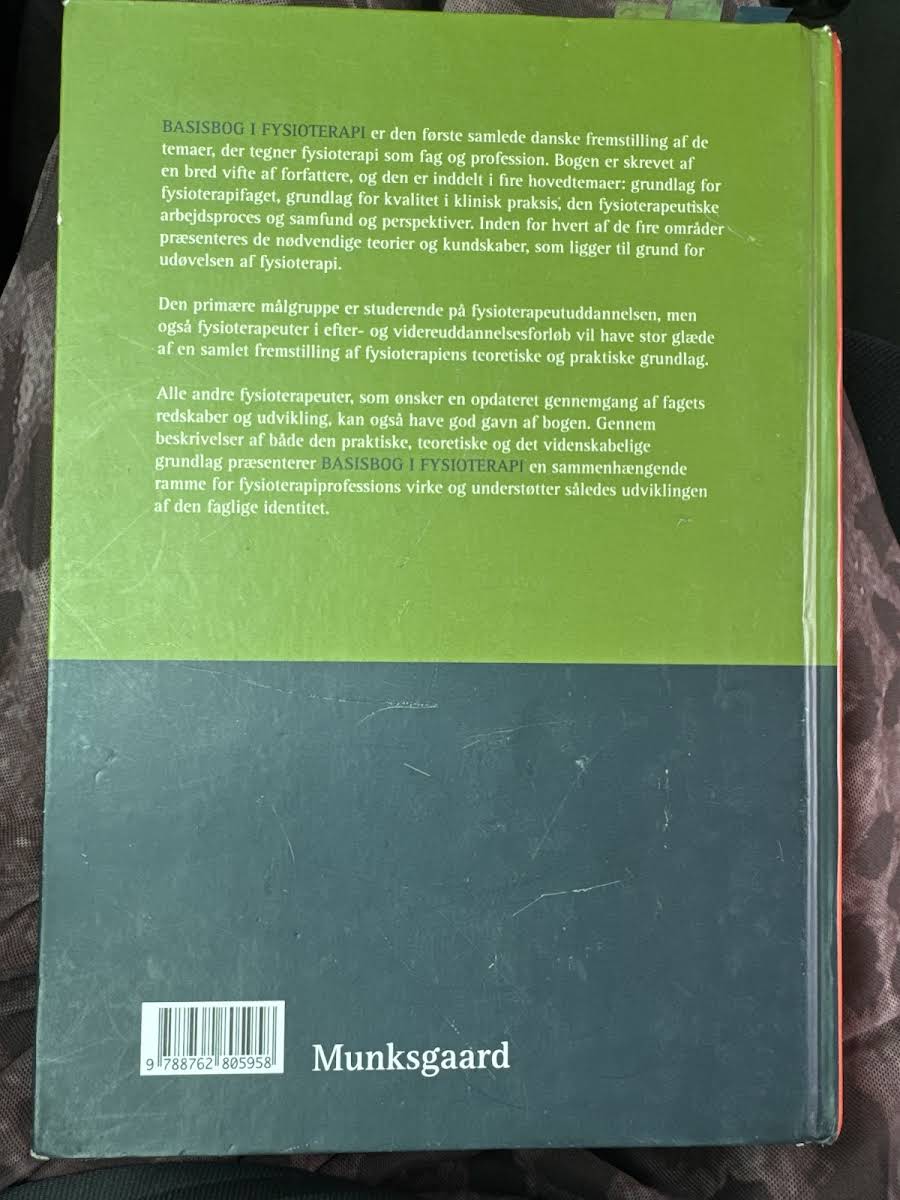 BASISBOG I FYSIOTERAPI er den første samlede danske fremstilling af de
temaer, der tegner fysioterapi som fag og profession. Bogen er skrevet af
en bred vifte af forfattere, og den er inddelt i fire hovedtemaer: grundlag for
fysioterapifaget, grundlag for kvalitet i klinisk praksis, den fysioterapeutiske
arbejdsproces og samfund og perspektiver. Inden for hvert af de fire områder
præsenteres de nødvendige teorier og kundskaber, som ligger til grund for
udøvelsen af fysioterapi.
Den primære målgruppe er studerende på fysioterapeutuddannelsen, men
også fysioterapeuter i efter- og videreuddannelsesforløb vil have stor glæde
af en samlet fremstilling af fysioterapiens teoretiske og praktiske grundlag.
Alle andre fysioterapeuter, som ønsker en opdateret gennemgang af fagets
redskaber og udvikling, kan også have god gavn af bogen. Gennem
beskrivelser af både den praktiske, teoretiske og det videnskabelige
grundlag præsenterer BASISBOG I FYSIOTERAPI en sammenhængende
ramme for fysioterapiprofessions virke og understøtter således udviklingen
af den faglige identitet.
9 788762 805958
Munksgaard